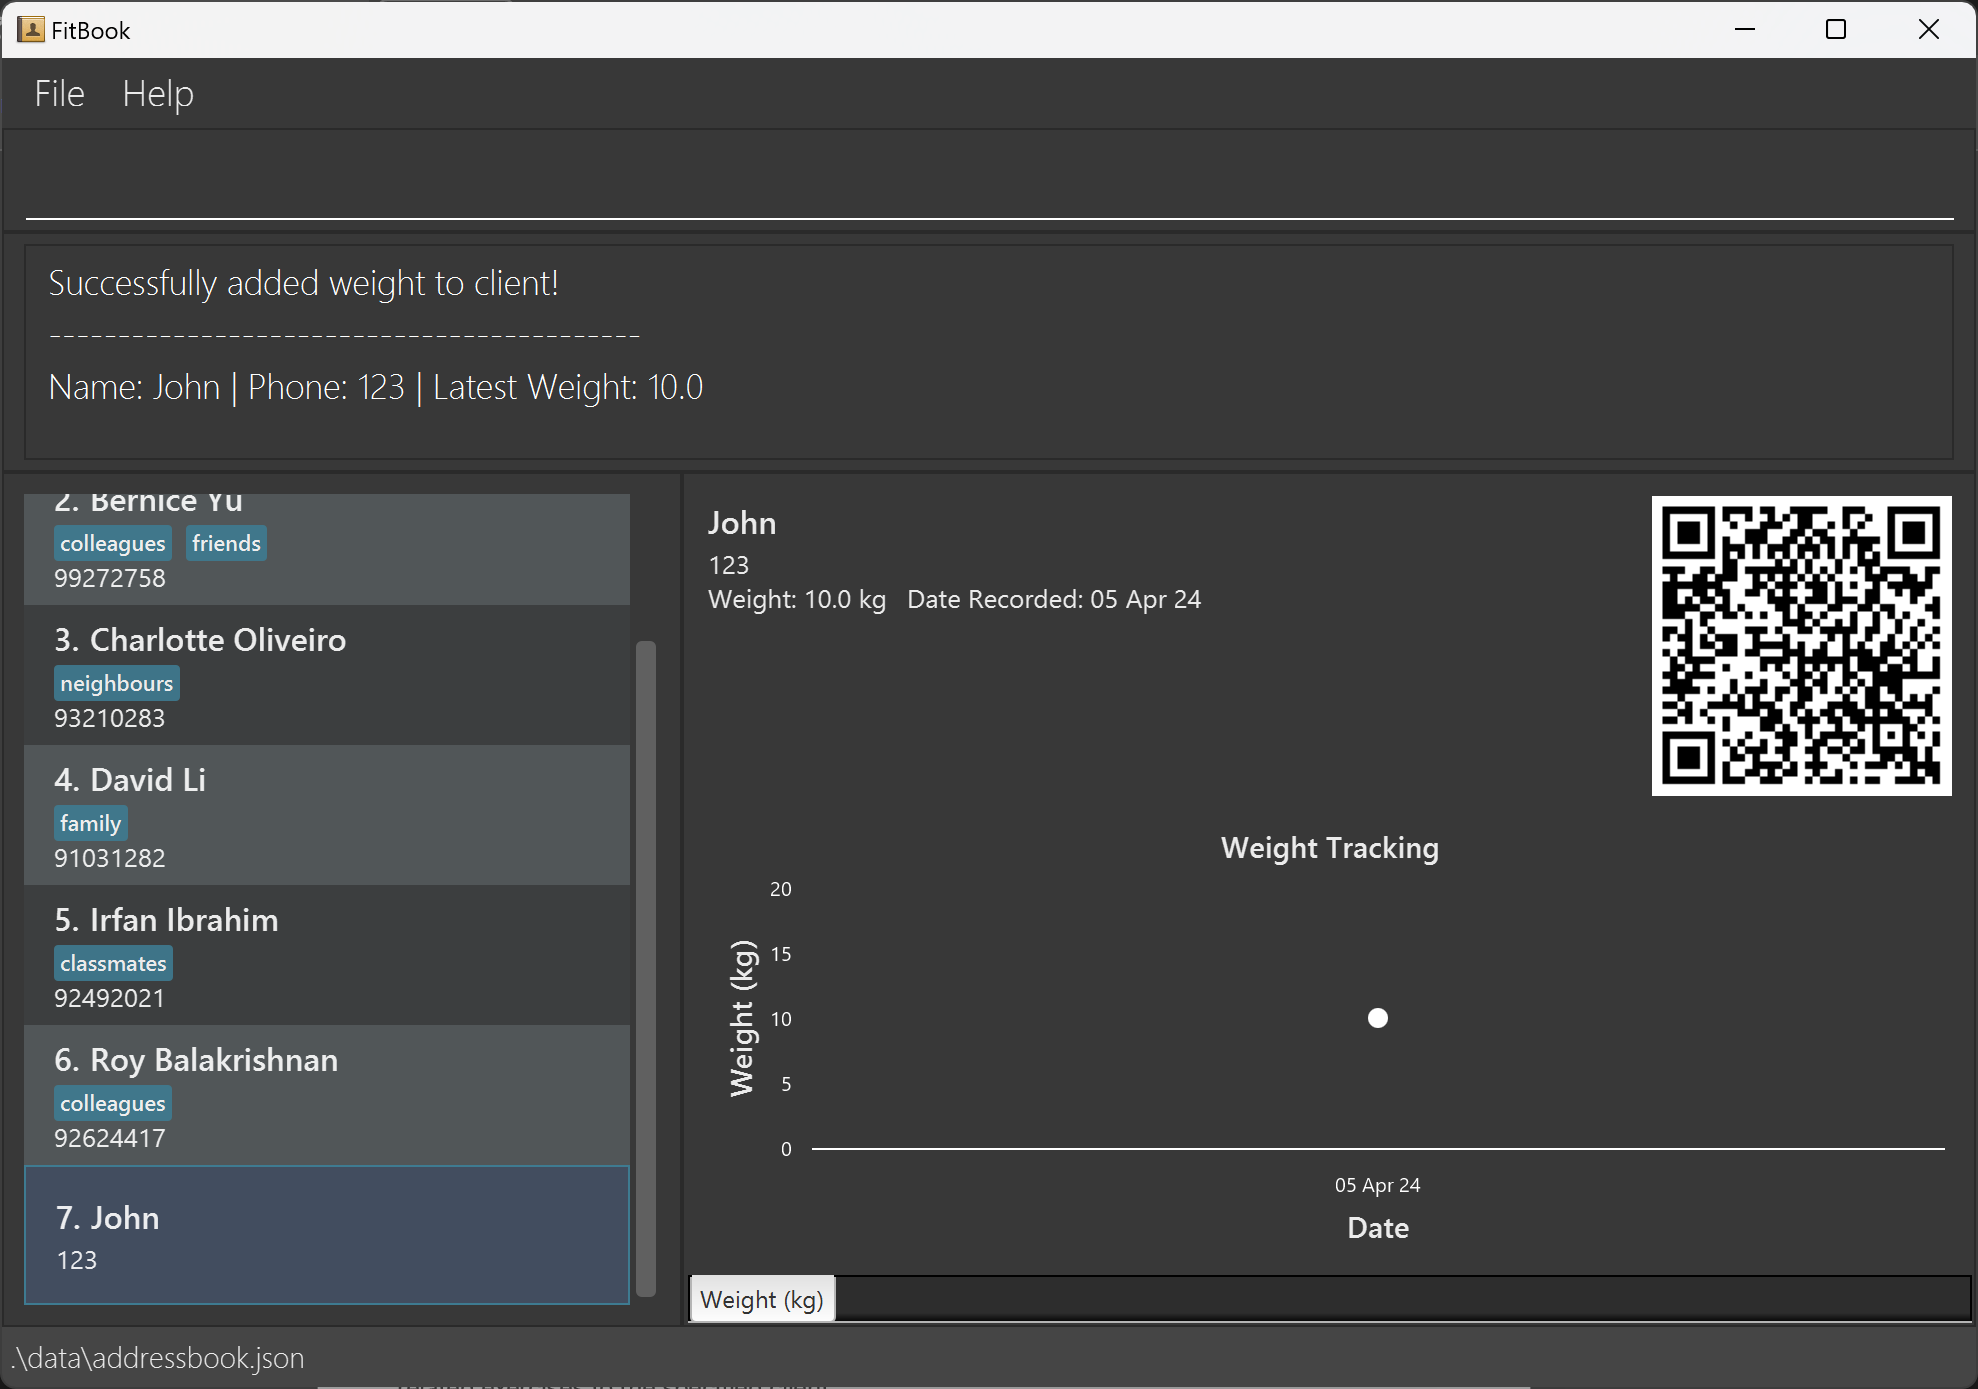 FitBook
File Help
Successfully added weight to client!
-------------------------------------------
Name: John | Phone: 123 | Latest Weight: 10.0
2. Bernice Yu
colleagues friends
99272758
3. Charlotte Oliveiro
neighbours
93210283
4. David Li
family
91031282
5. Irfan Ibrahim
classmates
92492021
6. Roy Balakrishnan
colleagues
92624417
7. John
123
John
123
Weight: 10.0 kg Date Recorded: 05 Apr 24
Weight Tracking
Weight (kg)
20
15
10
5
0
05 Apr 24
Date
Weight (kg)
.\data\addressbook.json